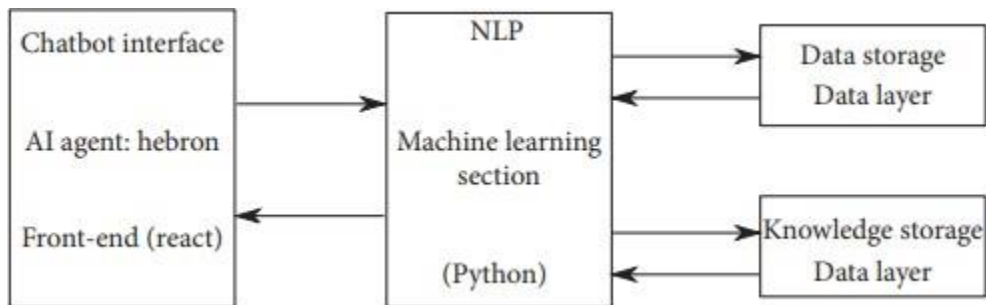 Chatbot interface
AI agent: hebron
Front-end (react)
NLP
Machine learning
section
(Python)
Data storage
Data layer
Knowledge storage
Data layer